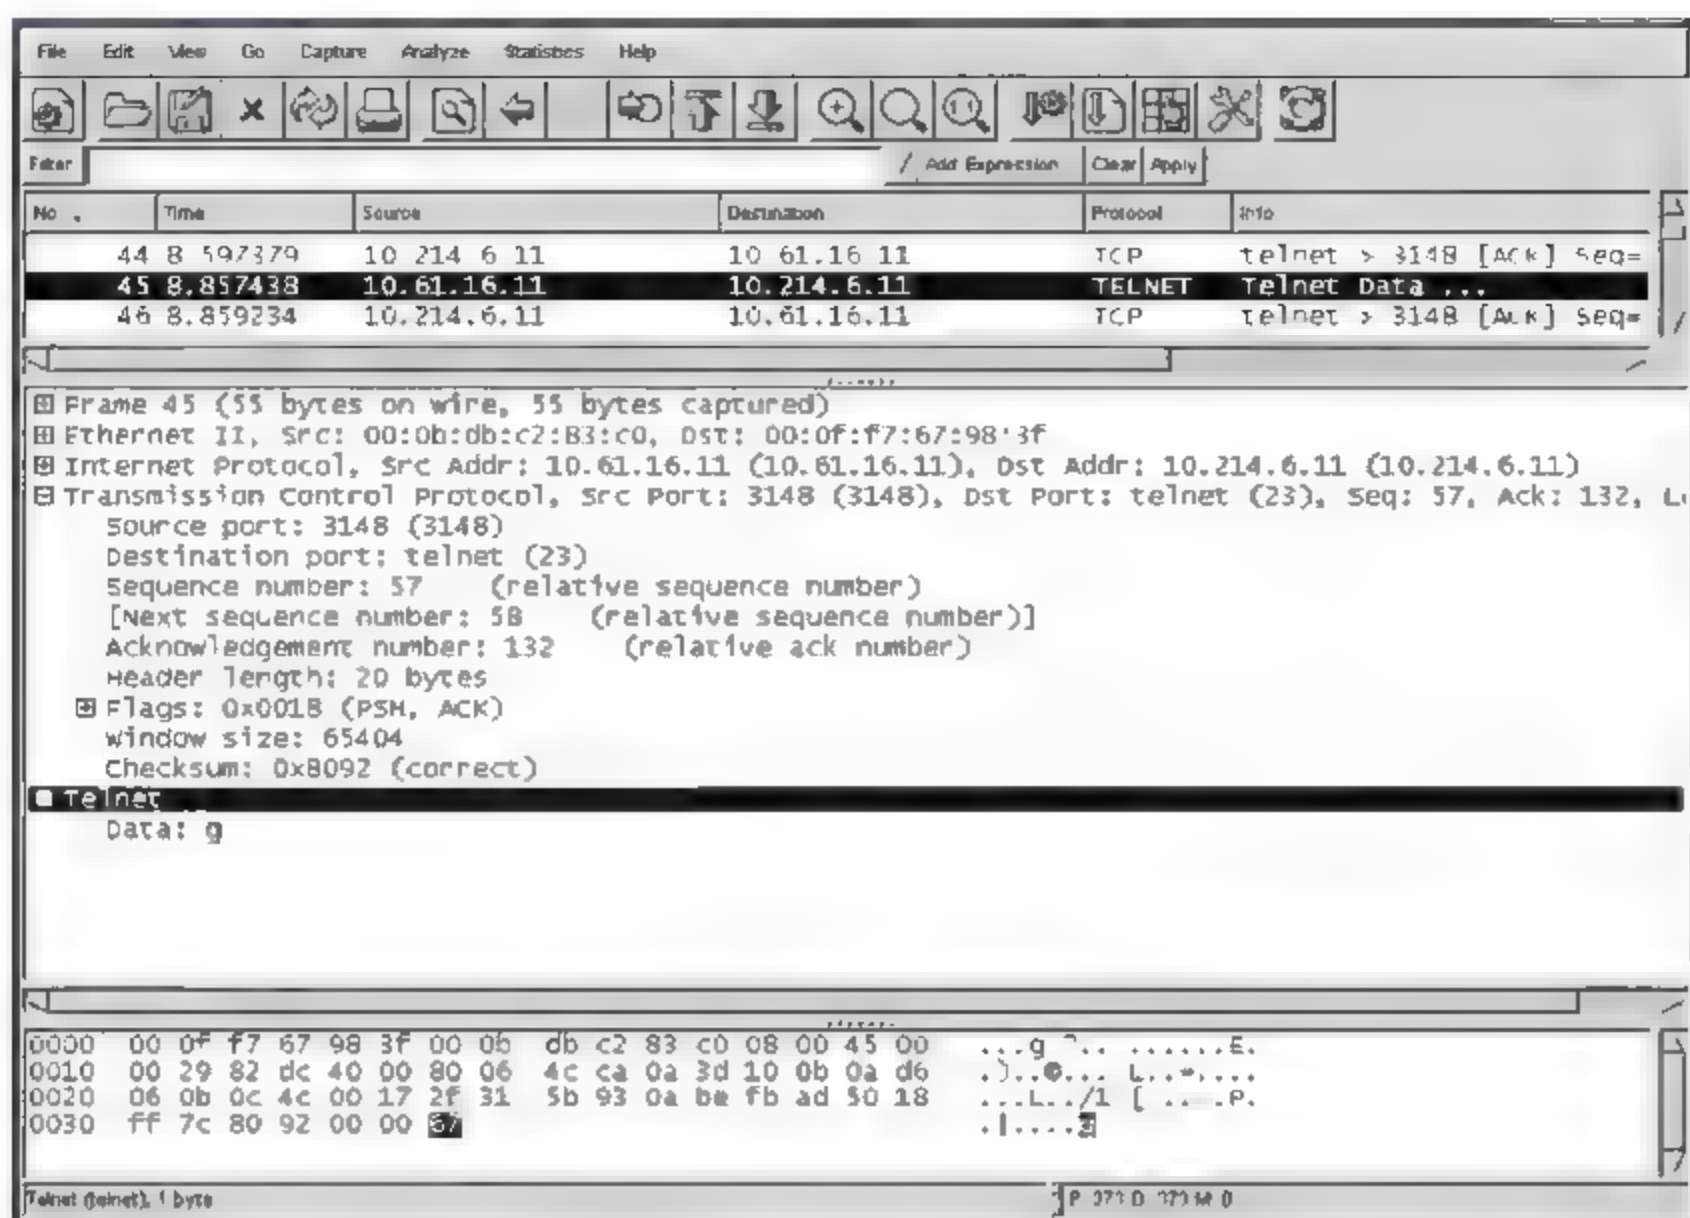 File Edit View Go Capture Analyze Statistics Help
Filter / Add Expression Clear Apply
No . Time Source Destination Protocol Info
44 8 597379 10 214 6 11 10 61.16 11 TCP telnet > 3148 [ACK] Seq=
45 8.857438 10.61.16.11 10.214.6.11 TELNET Telnet Data ...
46 8.859234 10.214.6.11 10.61.16.11 TCP telnet > 3148 [ACK] Seq=
Frame 45 (55 bytes on wire, 55 bytes captured)
Ethernet II, Src: 00:0b:db:c2:83:c0, Dst: 00:0f:f7:67:98:3f
Internet Protocol, Src Addr: 10.61.16.11 (10.61.16.11), Dst Addr: 10.214.6.11 (10.214.6.11)
Transmission Control Protocol, Src Port: 3148 (3148), Dst Port: telnet (23), Seq: 57, Ack: 132, L
Source port: 3148 (3148)
Destination port: telnet (23)
Sequence number: 57 (relative sequence number)
[Next sequence number: 58 (relative sequence number)]
Acknowledgement number: 132 (relative ack number)
Header length: 20 bytes
Flags: 0x0018 (PSH, ACK)
Window size: 65404
Checksum: 0x8092 (correct)
Telnet
Data: g
0000 00 0f f7 67 98 3f 00 0b db c2 83 c0 08 00 45 00 ...g ... ......E.
0010 00 29 82 dc 40 00 80 06 4c ca 0a 3d 10 0b 0a d6 .)..@... L..=....
0020 06 0b 0c 4c 00 17 2f 31 5b 93 0a be fb ad 50 18 ...L../1 [.....P.
0030 ff 7c 80 92 00 00 67 .|....g
Telnet (telnet), 1 byte